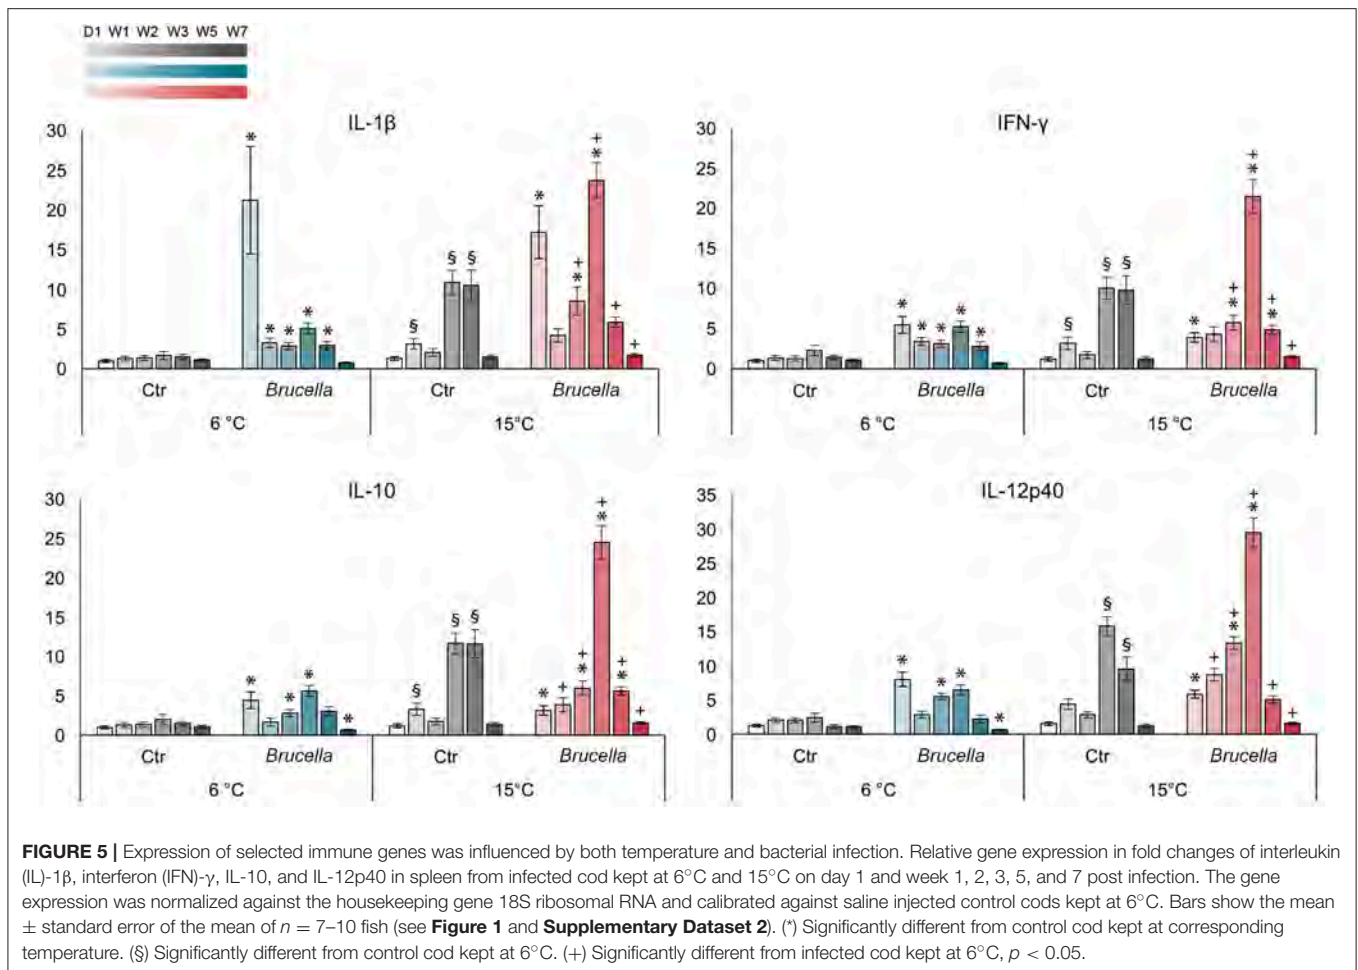 D1 W1 W2 W3 W5 W7
IL-1β
30
25
20
15
10
5
0
*
*
*
*
*
§
§
§
*
+
*
+
*
+
+
Ctr
Brucella
Ctr
Brucella
6 °C
15°C
IFN-γ
30
25
20
15
10
5
0
*
*
*
*
*
§
§
§
*
+
*
+
*
+
*
+
Ctr
Brucella
Ctr
Brucella
6 °C
15 °C
IL-10
30
25
20
15
10
5
0
*
*
*
*
§
§
§
*
+
+
*
+
*
+
*
+
Ctr
Brucella
Ctr
Brucella
6 °C
15°C
IL-12p40
35
30
25
20
15
10
5
0
*
*
*
*
§
§
*
+
+
*
+
*
+
+
Ctr
Brucella
Ctr
Brucella
6 °C
15°C
FIGURE 5 | Expression of selected immune genes was influenced by both temperature and bacterial infection. Relative gene expression in fold changes of interleukin
(IL)-1β, interferon (IFN)-γ, IL-10, and IL-12p40 in spleen from infected cod kept at 6°C and 15°C on day 1 and week 1, 2, 3, 5, and 7 post infection. The gene
expression was normalized against the housekeeping gene 18S ribosomal RNA and calibrated against saline injected control cods kept at 6°C. Bars show the mean
± standard error of the mean of n = 7–10 fish (see Figure 1 and Supplementary Dataset 2). (*) Significantly different from control cod kept at corresponding
temperature. (§) Significantly different from control cod kept at 6°C. (+) Significantly different from infected cod kept at 6°C, p < 0.05.